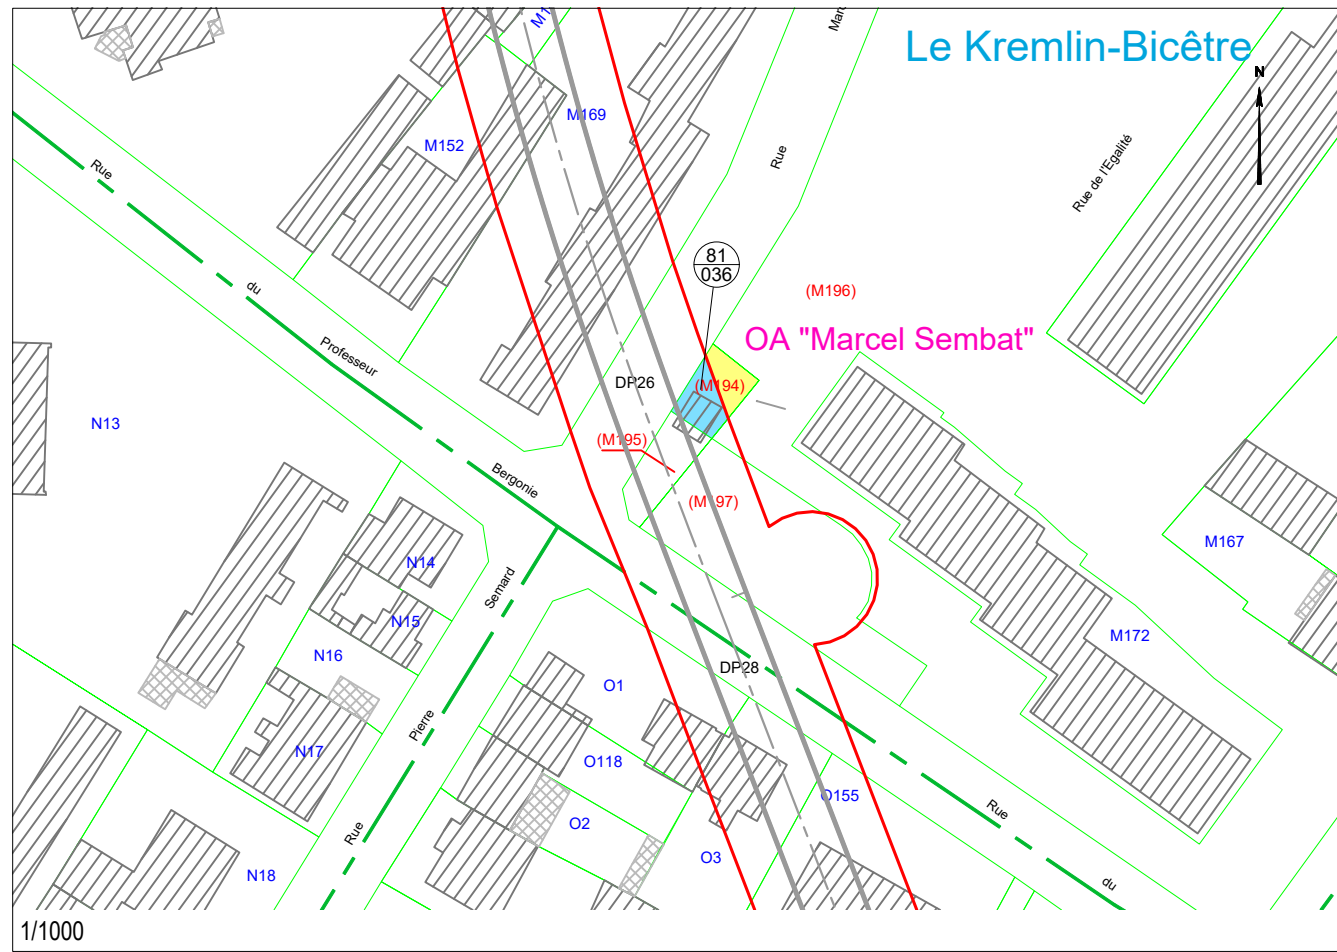 Le Kremlin-Bicêtre
N
M169
M152
Rue
Rue de l'Egalité
Rue
du
Professeur
Bergonie
81
036
(M196)
OA "Marcel Sembat"
DP26
(M194)
(M195)
N13
M167
N14
Semard
N15
M172
N16
DP28
O1
Pierre
N17
O118
O155
O2
Rue
Rue
O3
N18
du
1/1000